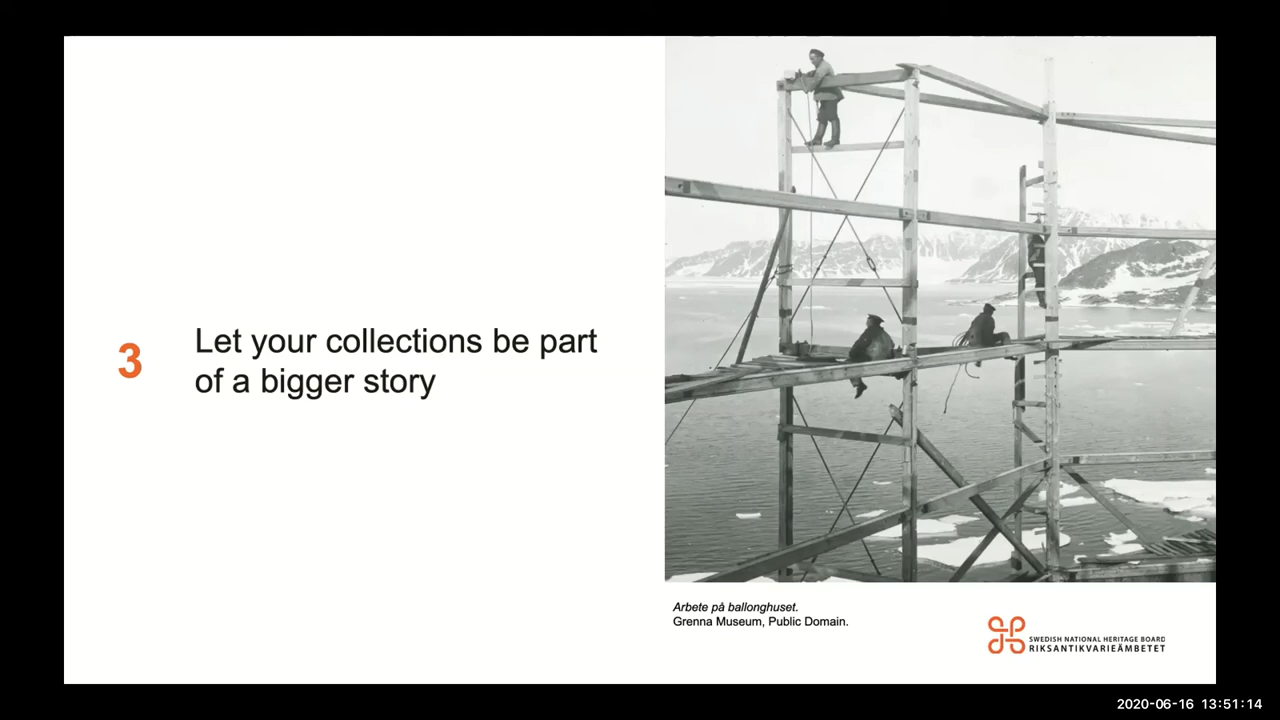 3
Let your collections be part
of a bigger story
Arbete på ballonghuset.
Grenna Museum, Public Domain.
SWEDISH NATIONAL HERITAGE BOARD
RIKSANTIKVARIEÄMBETET
2020-06-16 13:51:14